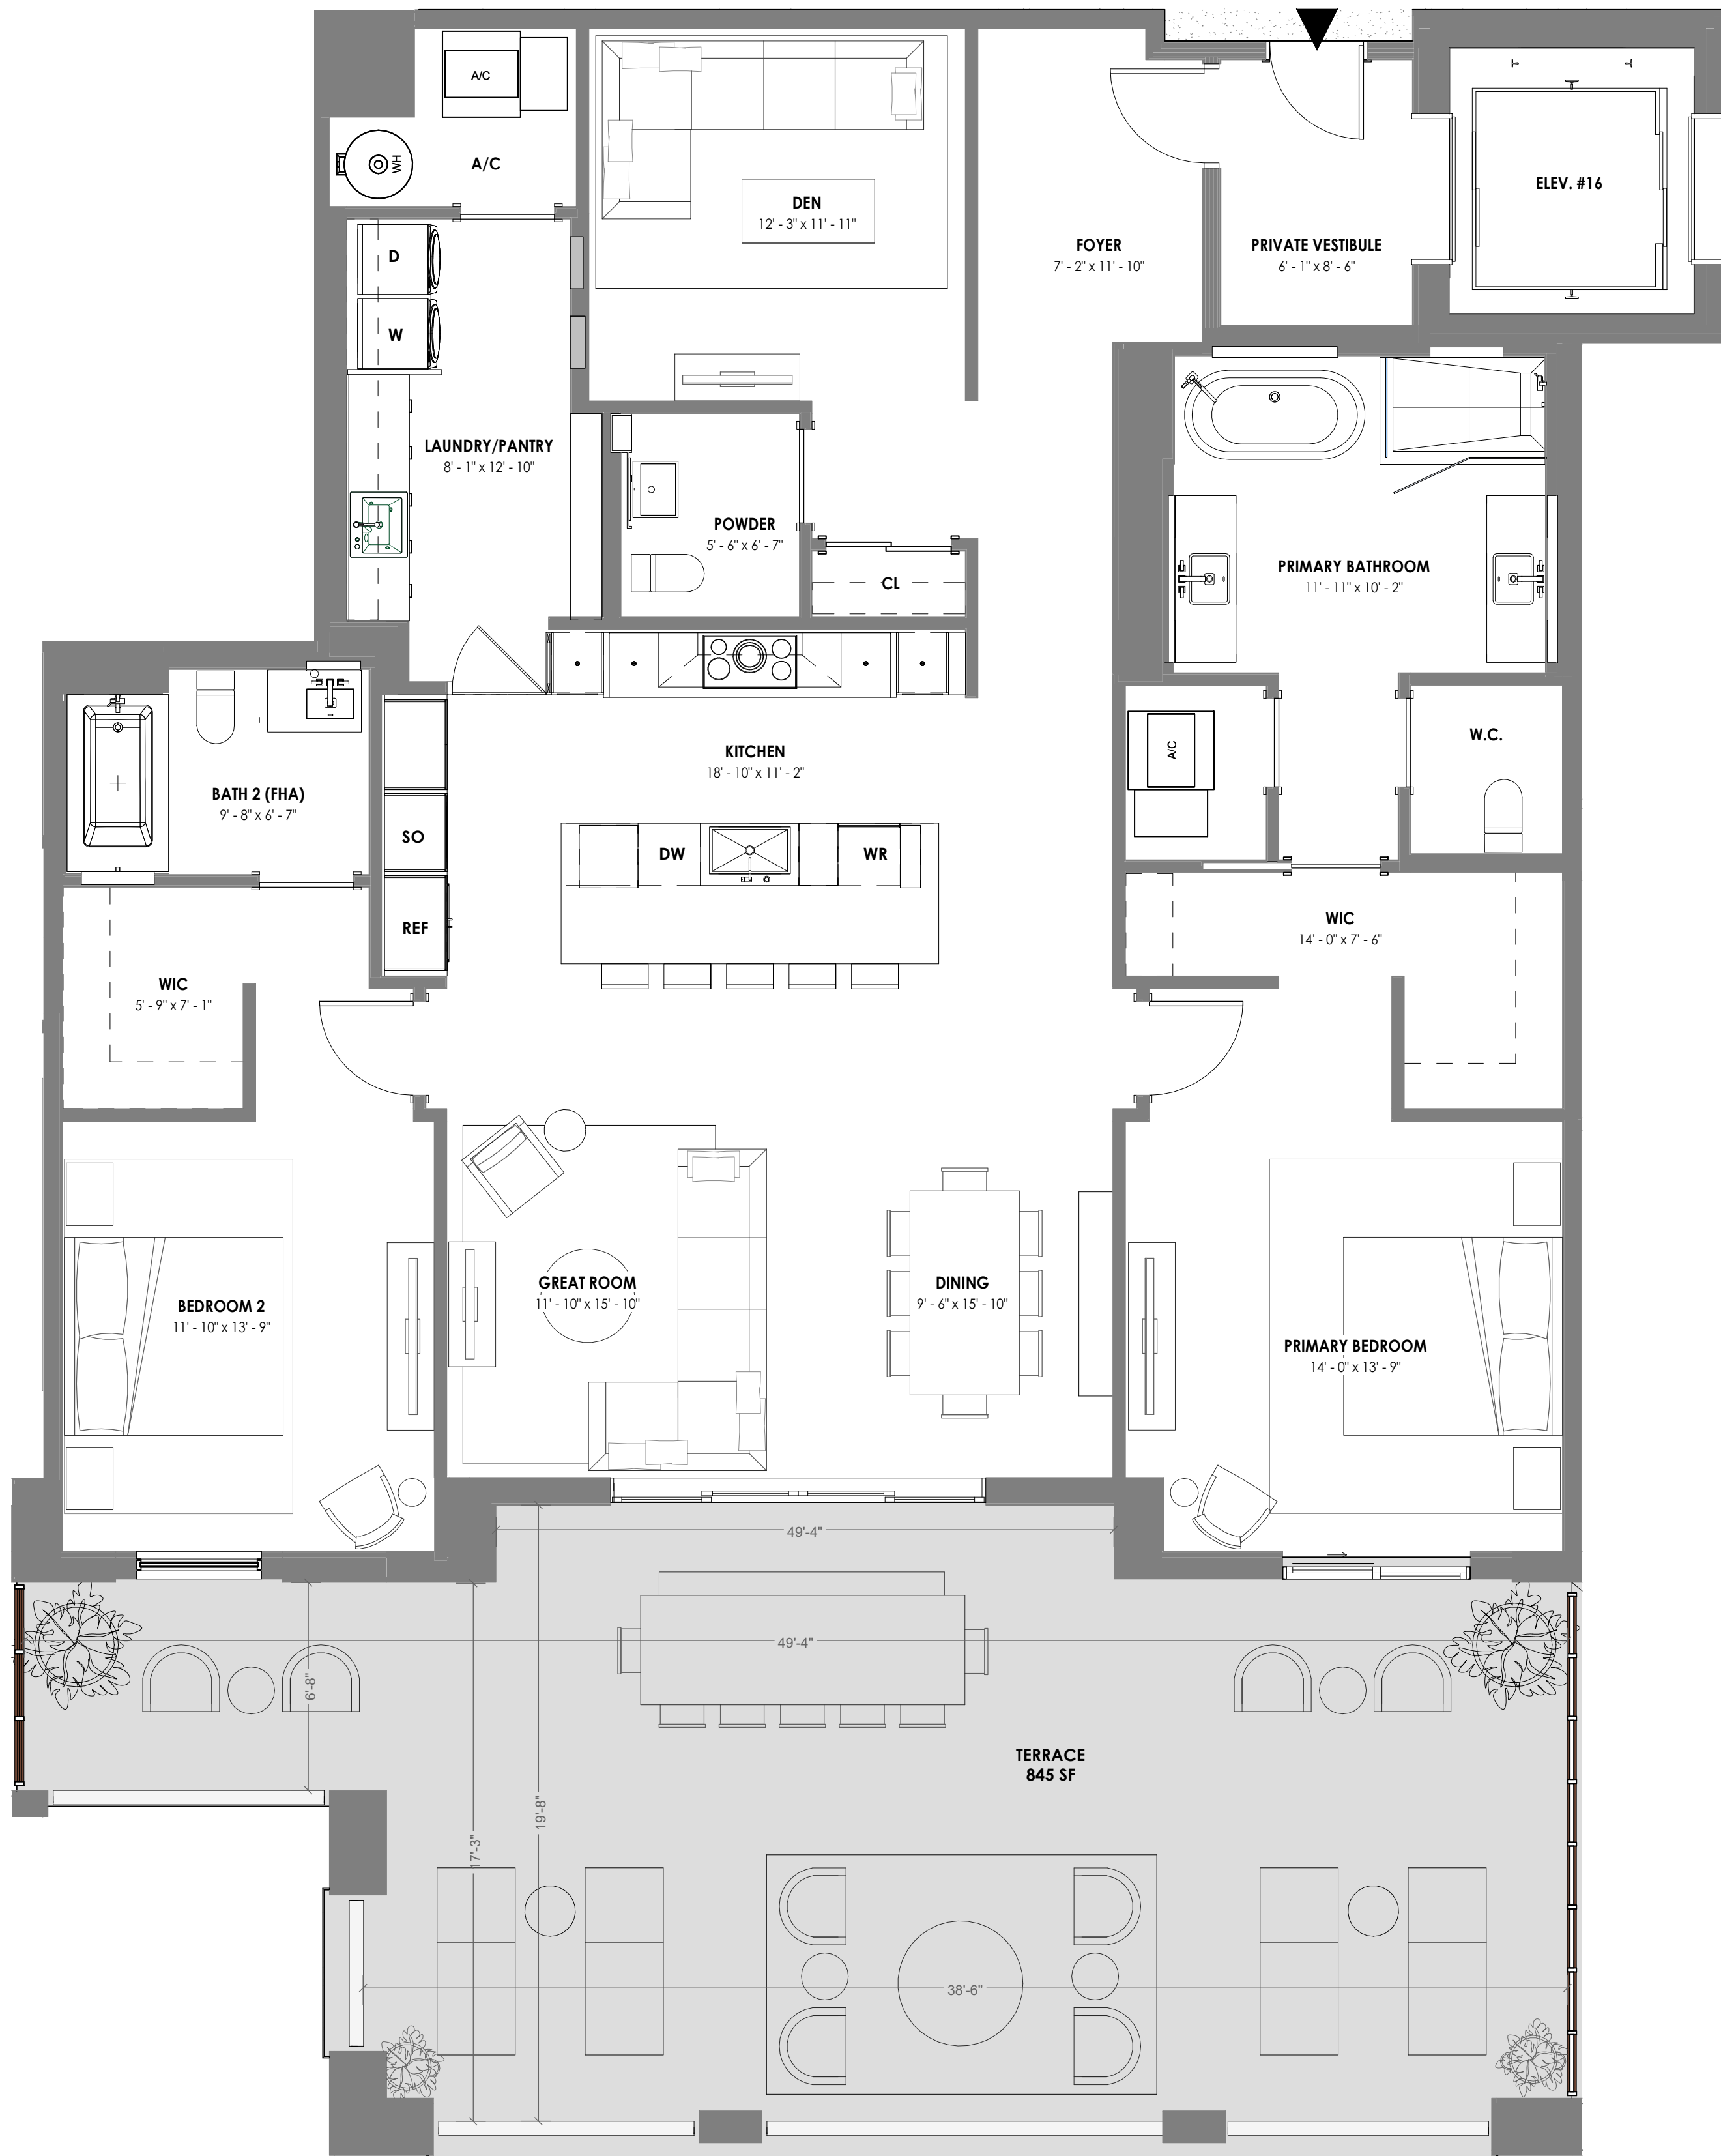 A/C
WH
A/C
DEN
12' - 3" x 11' - 11"
ELEV. #16
FOYER
7' - 2" x 11' - 10"
PRIVATE VESTIBULE
6' - 1" x 8' - 6"
D
W
LAUNDRY/PANTRY
8' - 1" x 12' - 10"
POWDER
5' - 6" x 6' - 7"
CL
PRIMARY BATHROOM
11' - 11" x 10' - 2"
KITCHEN
18' - 10" x 11' - 2"
A/C
W.C.
BATH 2 (FHA)
9' - 8" x 6' - 7"
SO
DW
WR
REF
WIC
14' - 0" x 7' - 6"
WIC
5' - 9" x 7' - 1"
GREAT ROOM
11' - 10" x 15' - 10"
DINING
9' - 6" x 15' - 10"
BEDROOM 2
11' - 10" x 13' - 9"
PRIMARY BEDROOM
14' - 0" x 13' - 9"
49'-4"
49'-4"
6'-8"
TERRACE
845 SF
19'-8"
17'-3"
38'-6"